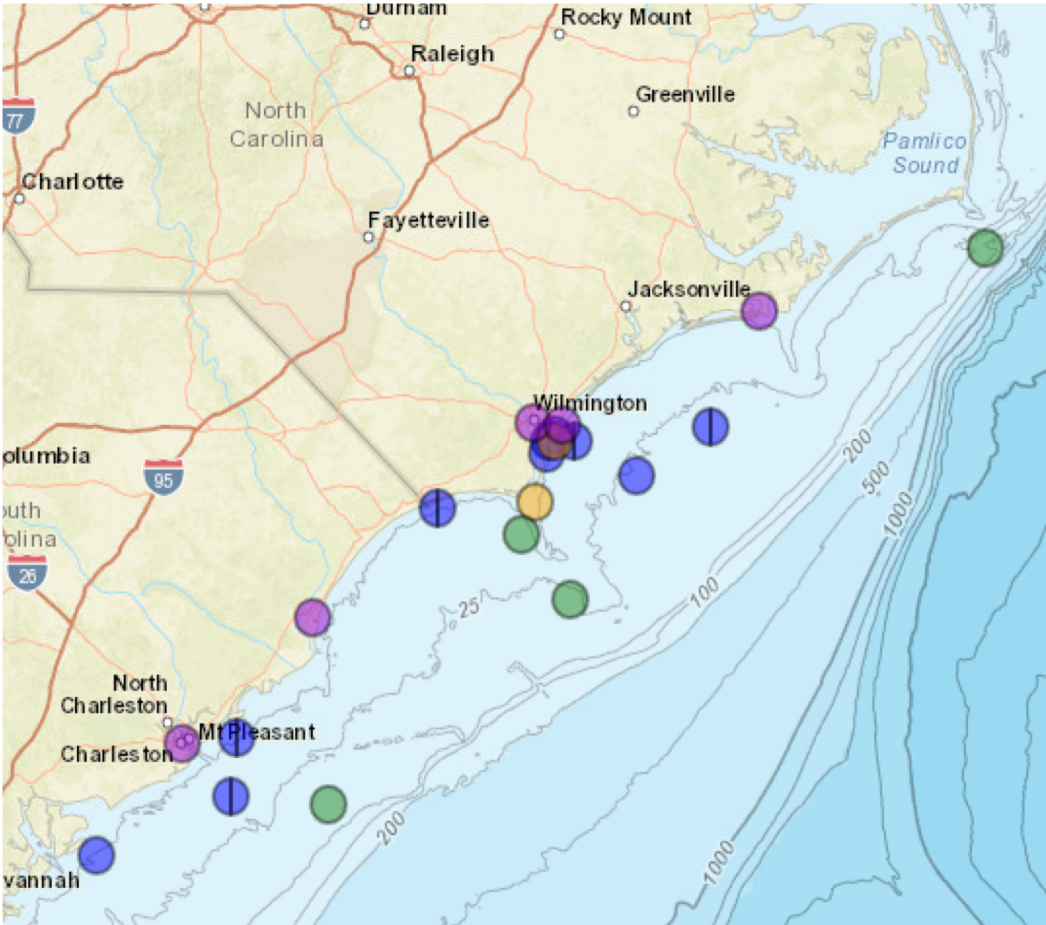 Durham
Rocky Mount
Raleigh
Greenville
North
Carolina
77
Pamlico
Sound
Charlotte
Fayetteville
Jacksonville
Wilmington
olumbia
95
200
500
1000
outh
olina
26
25
100
North
Charleston
Mt Pleasant
Charleston
200
1000
vannah